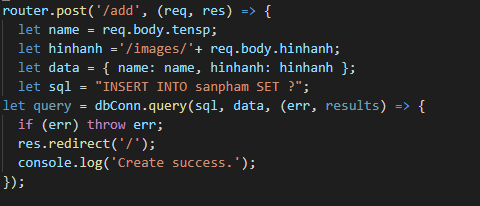 router.post('/add', (req, res) => {
  let name = req.body.tensp;
  let hinhanh ='/images/'+ req.body.hinhanh;
  let data = { name: name, hinhanh: hinhanh };
  let sql = "INSERT INTO sanpham SET ?";
let query = dbConn.query(sql, data, (err, results) => {
  if (err) throw err;
  res.redirect('/');
  console.log('Create success.');
});